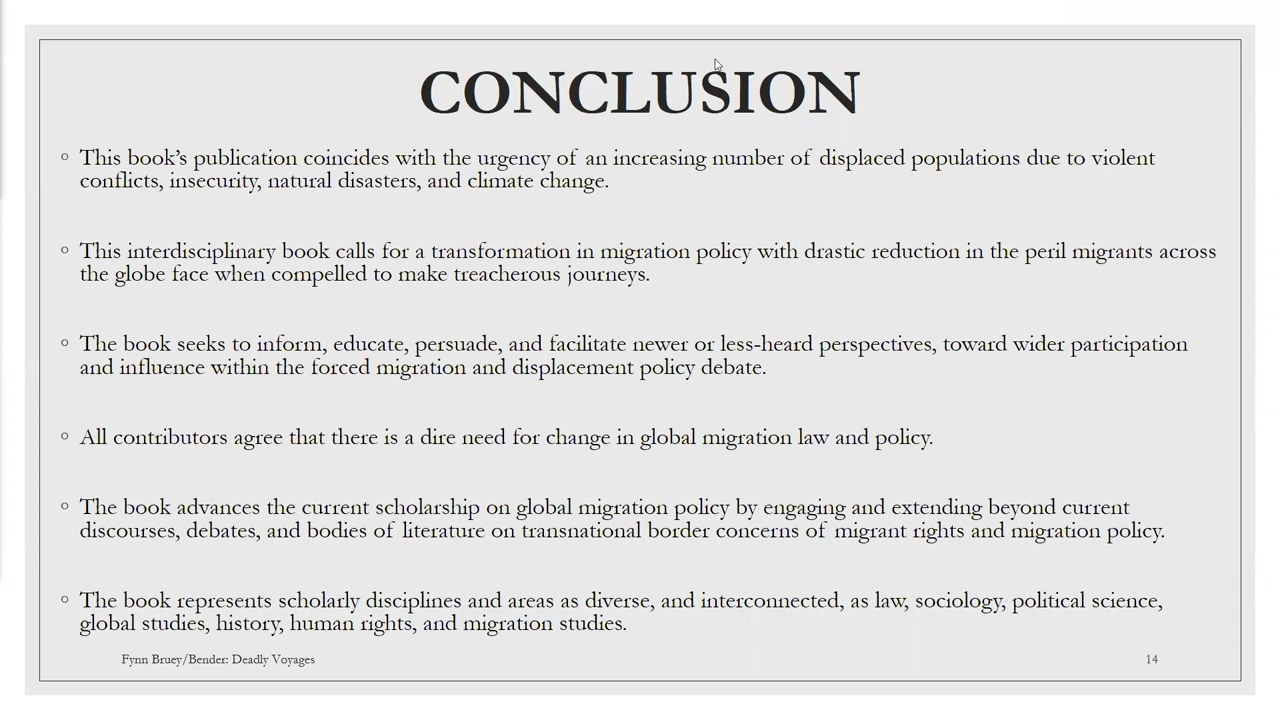 CONCLUSION
◦ This book’s publication coincides with the urgency of an increasing number of displaced populations due to violent
conflicts, insecurity, natural disasters, and climate change.
◦ This interdisciplinary book calls for a transformation in migration policy with drastic reduction in the peril migrants across
the globe face when compelled to make treacherous journeys.
◦ The book seeks to inform, educate, persuade, and facilitate newer or less-heard perspectives, toward wider participation
and influence within the forced migration and displacement policy debate.
◦ All contributors agree that there is a dire need for change in global migration law and policy.
◦ The book advances the current scholarship on global migration policy by engaging and extending beyond current
discourses, debates, and bodies of literature on transnational border concerns of migrant rights and migration policy.
◦ The book represents scholarly disciplines and areas as diverse, and interconnected, as law, sociology, political science,
global studies, history, human rights, and migration studies.
Fynn Bruey/Bender: Deadly Voyages
14